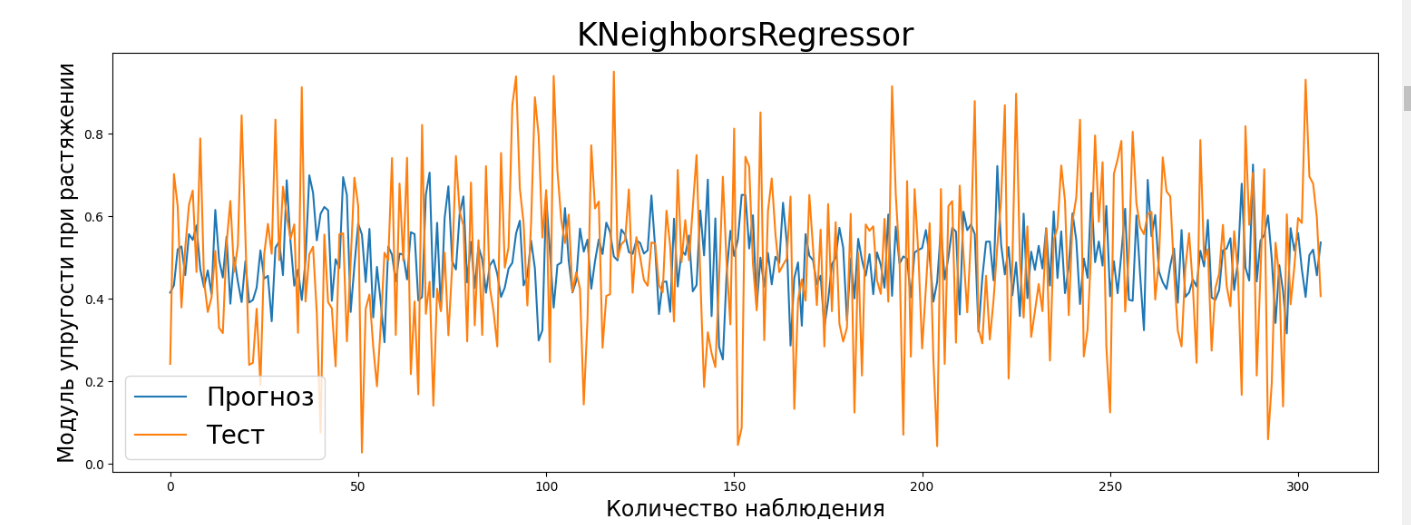 KNeighborsRegressor
Модуль упругости при растяжении
0.8
0.6
0.4
0.2
0.0
Прогноз
Тест
0 50 100 150 200 250 300
Количество наблюдения